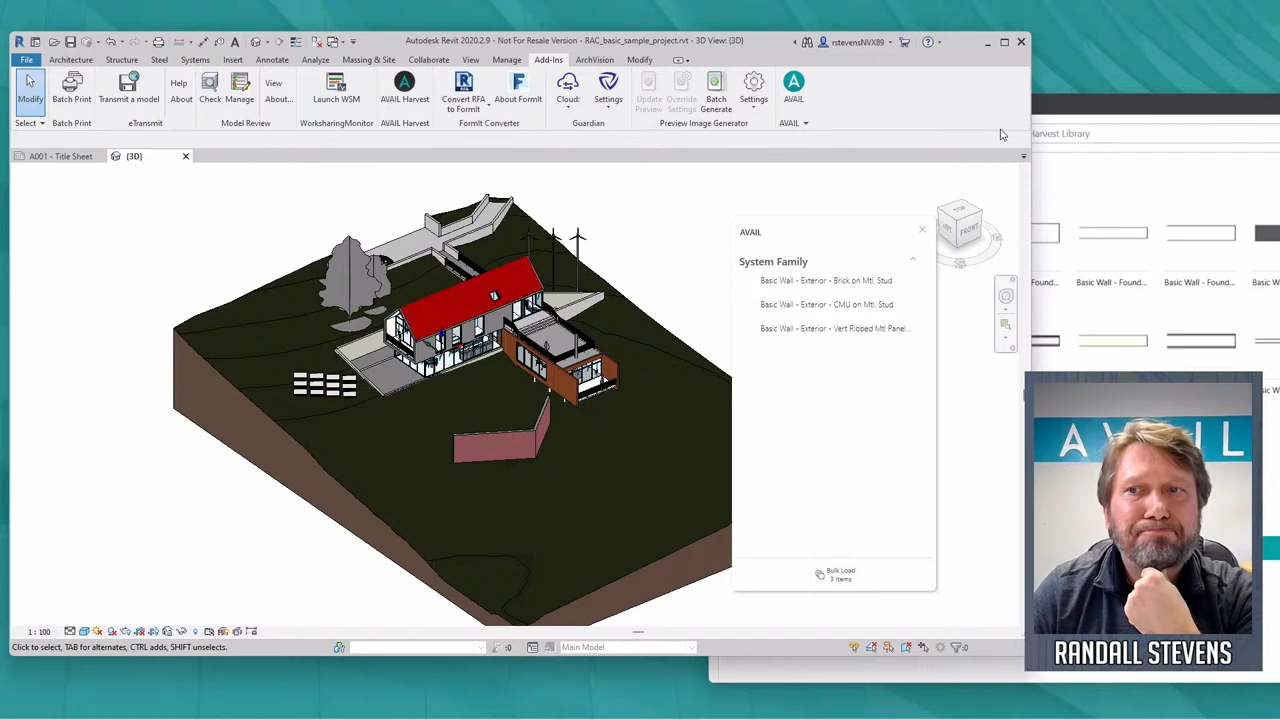 Autodesk Revit 2020.2.9 - Not For Resale Version - RAC_basic_sample_project.rvt - 3D View: {3D}
rstevensNVX89
File Architecture Structure Steel Systems Insert Annotate Analyze Massing & Site Collaborate View Manage Add-Ins ArchVision Modify
Modify Batch Print Transmit a model Help About Check Manage View About... Launch WSM AVAIL Harvest Convert RFA to FormIt About FormIt Cloud: Settings Update Preview Override Settings Batch Generate Settings AVAIL
Select Batch Print eTransmit Model Review WorksharingMonitor AVAIL Harvest FormIt Converter Guardian Preview Image Generator AVAIL
Harvest Library
A001 - Title Sheet {3D}
TOP
LEFT FRONT
AVAIL
System Family
Basic Wall - Exterior - Brick on Mtl. Stud
Basic Wall - Exterior - CMU on Mtl. Stud
Basic Wall - Exterior - Vert Ribbed Mtl Panel...
- Found... Basic Wall - Found... Basic Wall - Found... Basic Wa
Bulk Load
3 Items
AVAIL
RANDALL STEVENS
1 : 100
Click to select, TAB for alternates, CTRL adds, SHIFT unselects. :0 Main Model :0